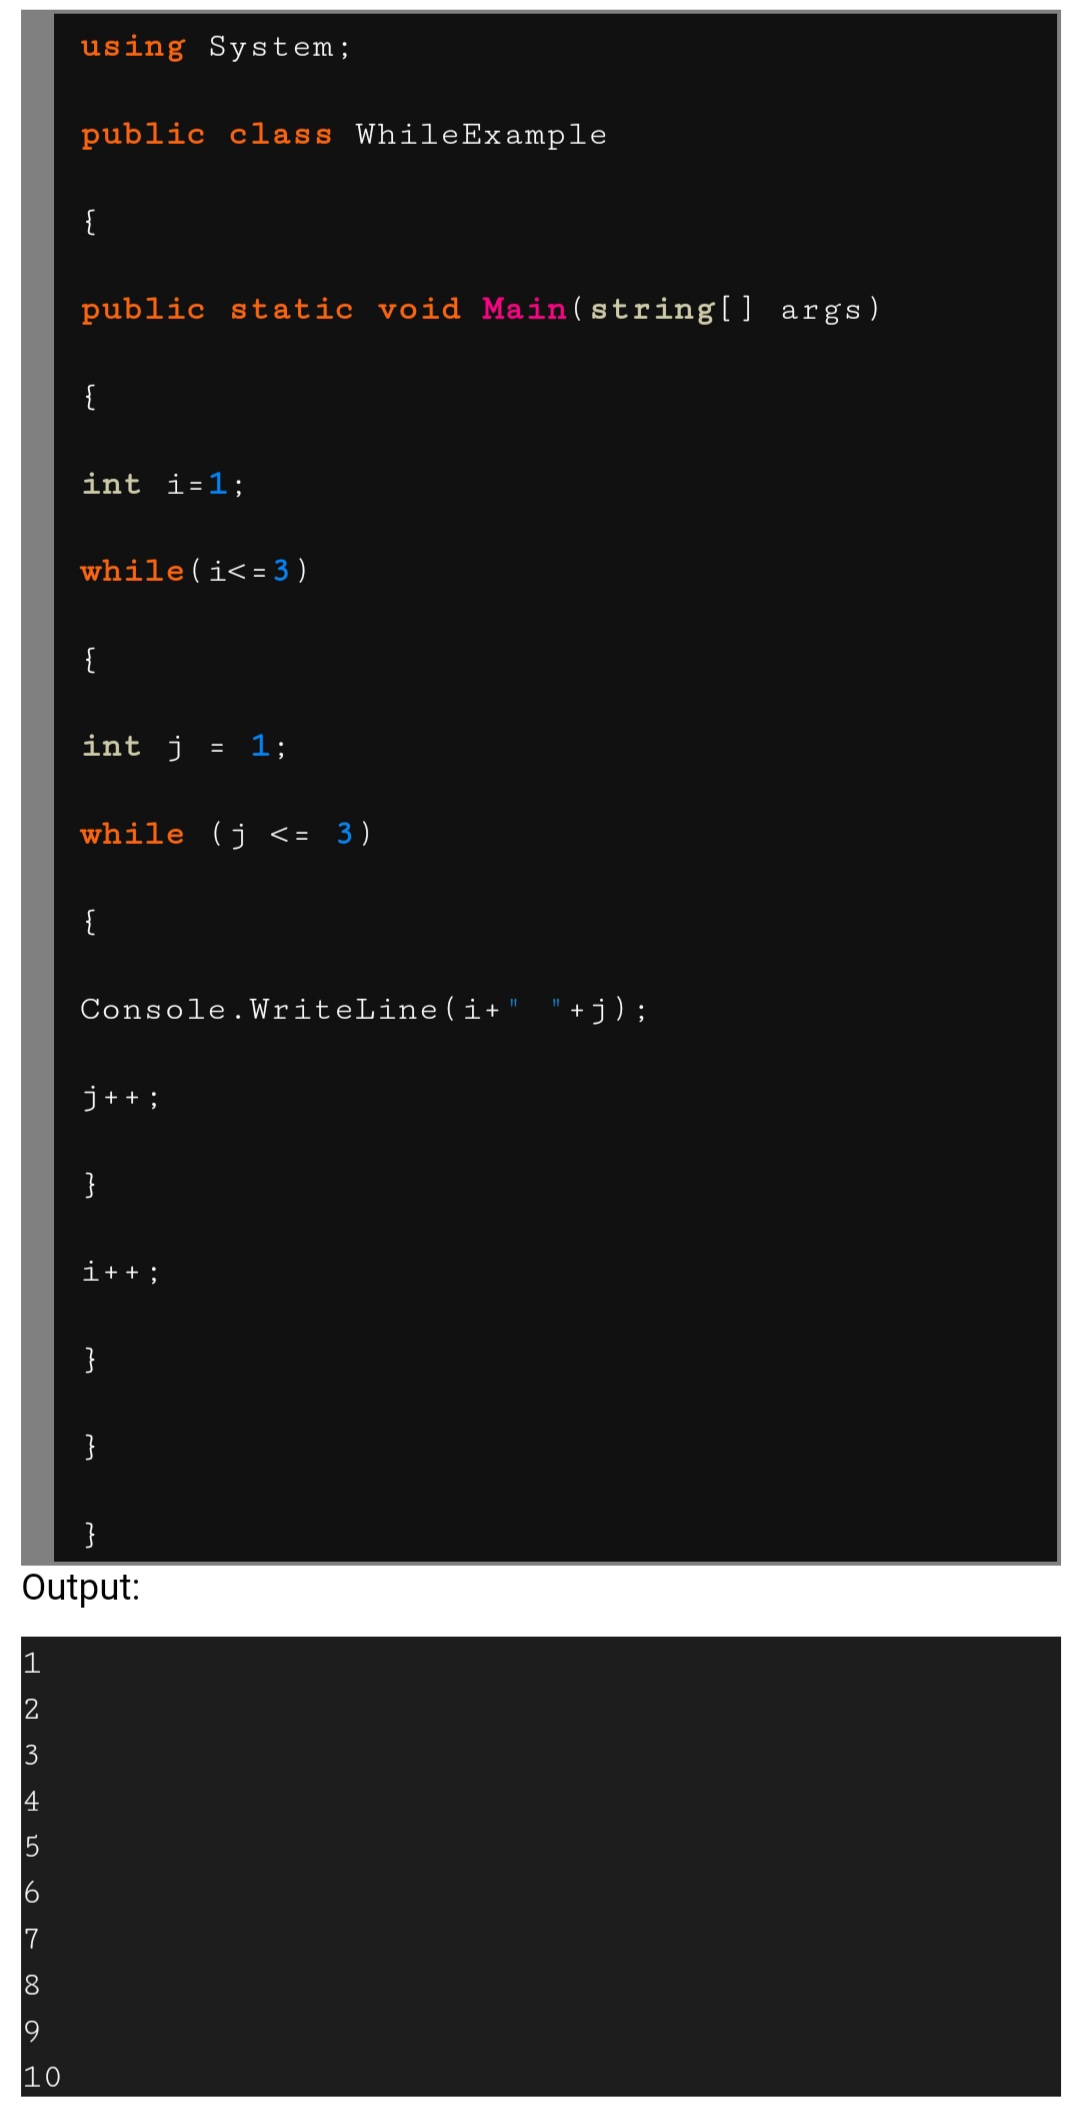 using System;
public class WhileExample
{
public static void Main(string[] args)
{
int i=1;
while(i<=3)
{
int j = 1;
while (j <= 3)
{
Console.WriteLine(i+" "+j);
j++;
}
i++;
}
}
}
Output:
1
2
3
4
5
6
7
8
9
10